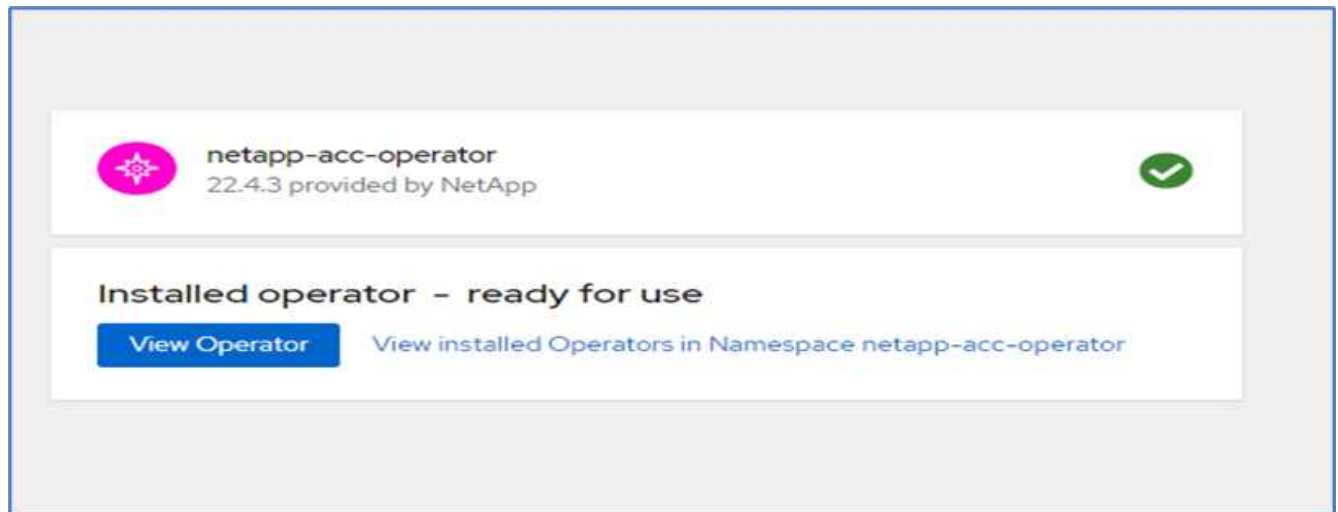 netapp-acc-operator
22.4.3 provided by NetApp
Installed operator - ready for use
View Operator View installed Operators in Namespace netapp-acc-operator